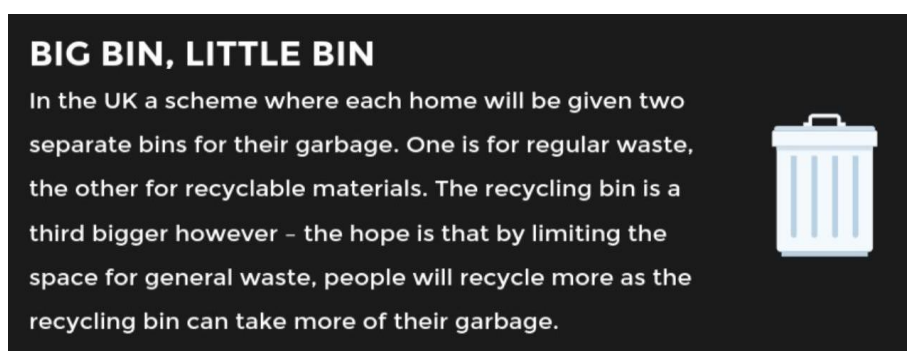 BIG BIN, LITTLE BIN
In the UK a scheme where each home will be given two
separate bins for their garbage. One is for regular waste,
the other for recyclable materials. The recycling bin is a
third bigger however – the hope is that by limiting the
space for general waste, people will recycle more as the
recycling bin can take more of their garbage.